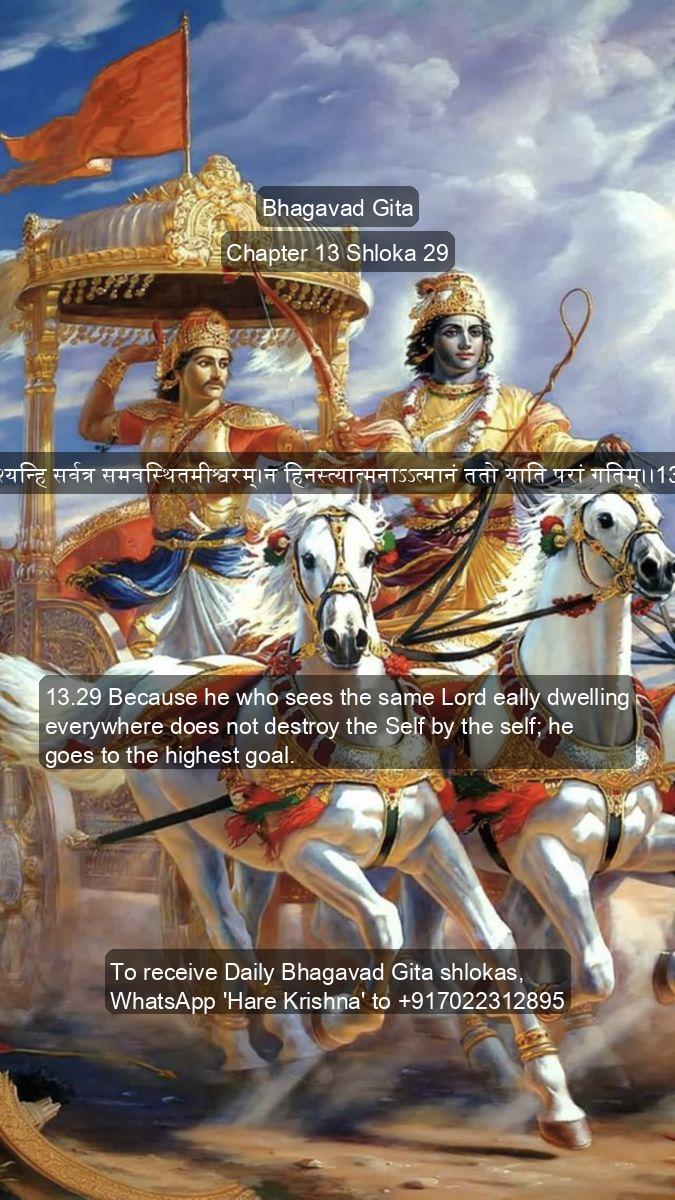 Bhagavad Gita
Chapter 13 Shloka 29
सर्वत्र समवस्थितमीश्वरम्।न हिनस्त्यात्मनाऽऽत्मानं ततो याति परां गतिम्।।13
13.29 Because he who sees the same Lord eally dwelling
everywhere does not destroy the Self by the self; he
goes to the highest goal.
To receive Daily Bhagavad Gita shlokas,
WhatsApp 'Hare Krishna' to +917022312895